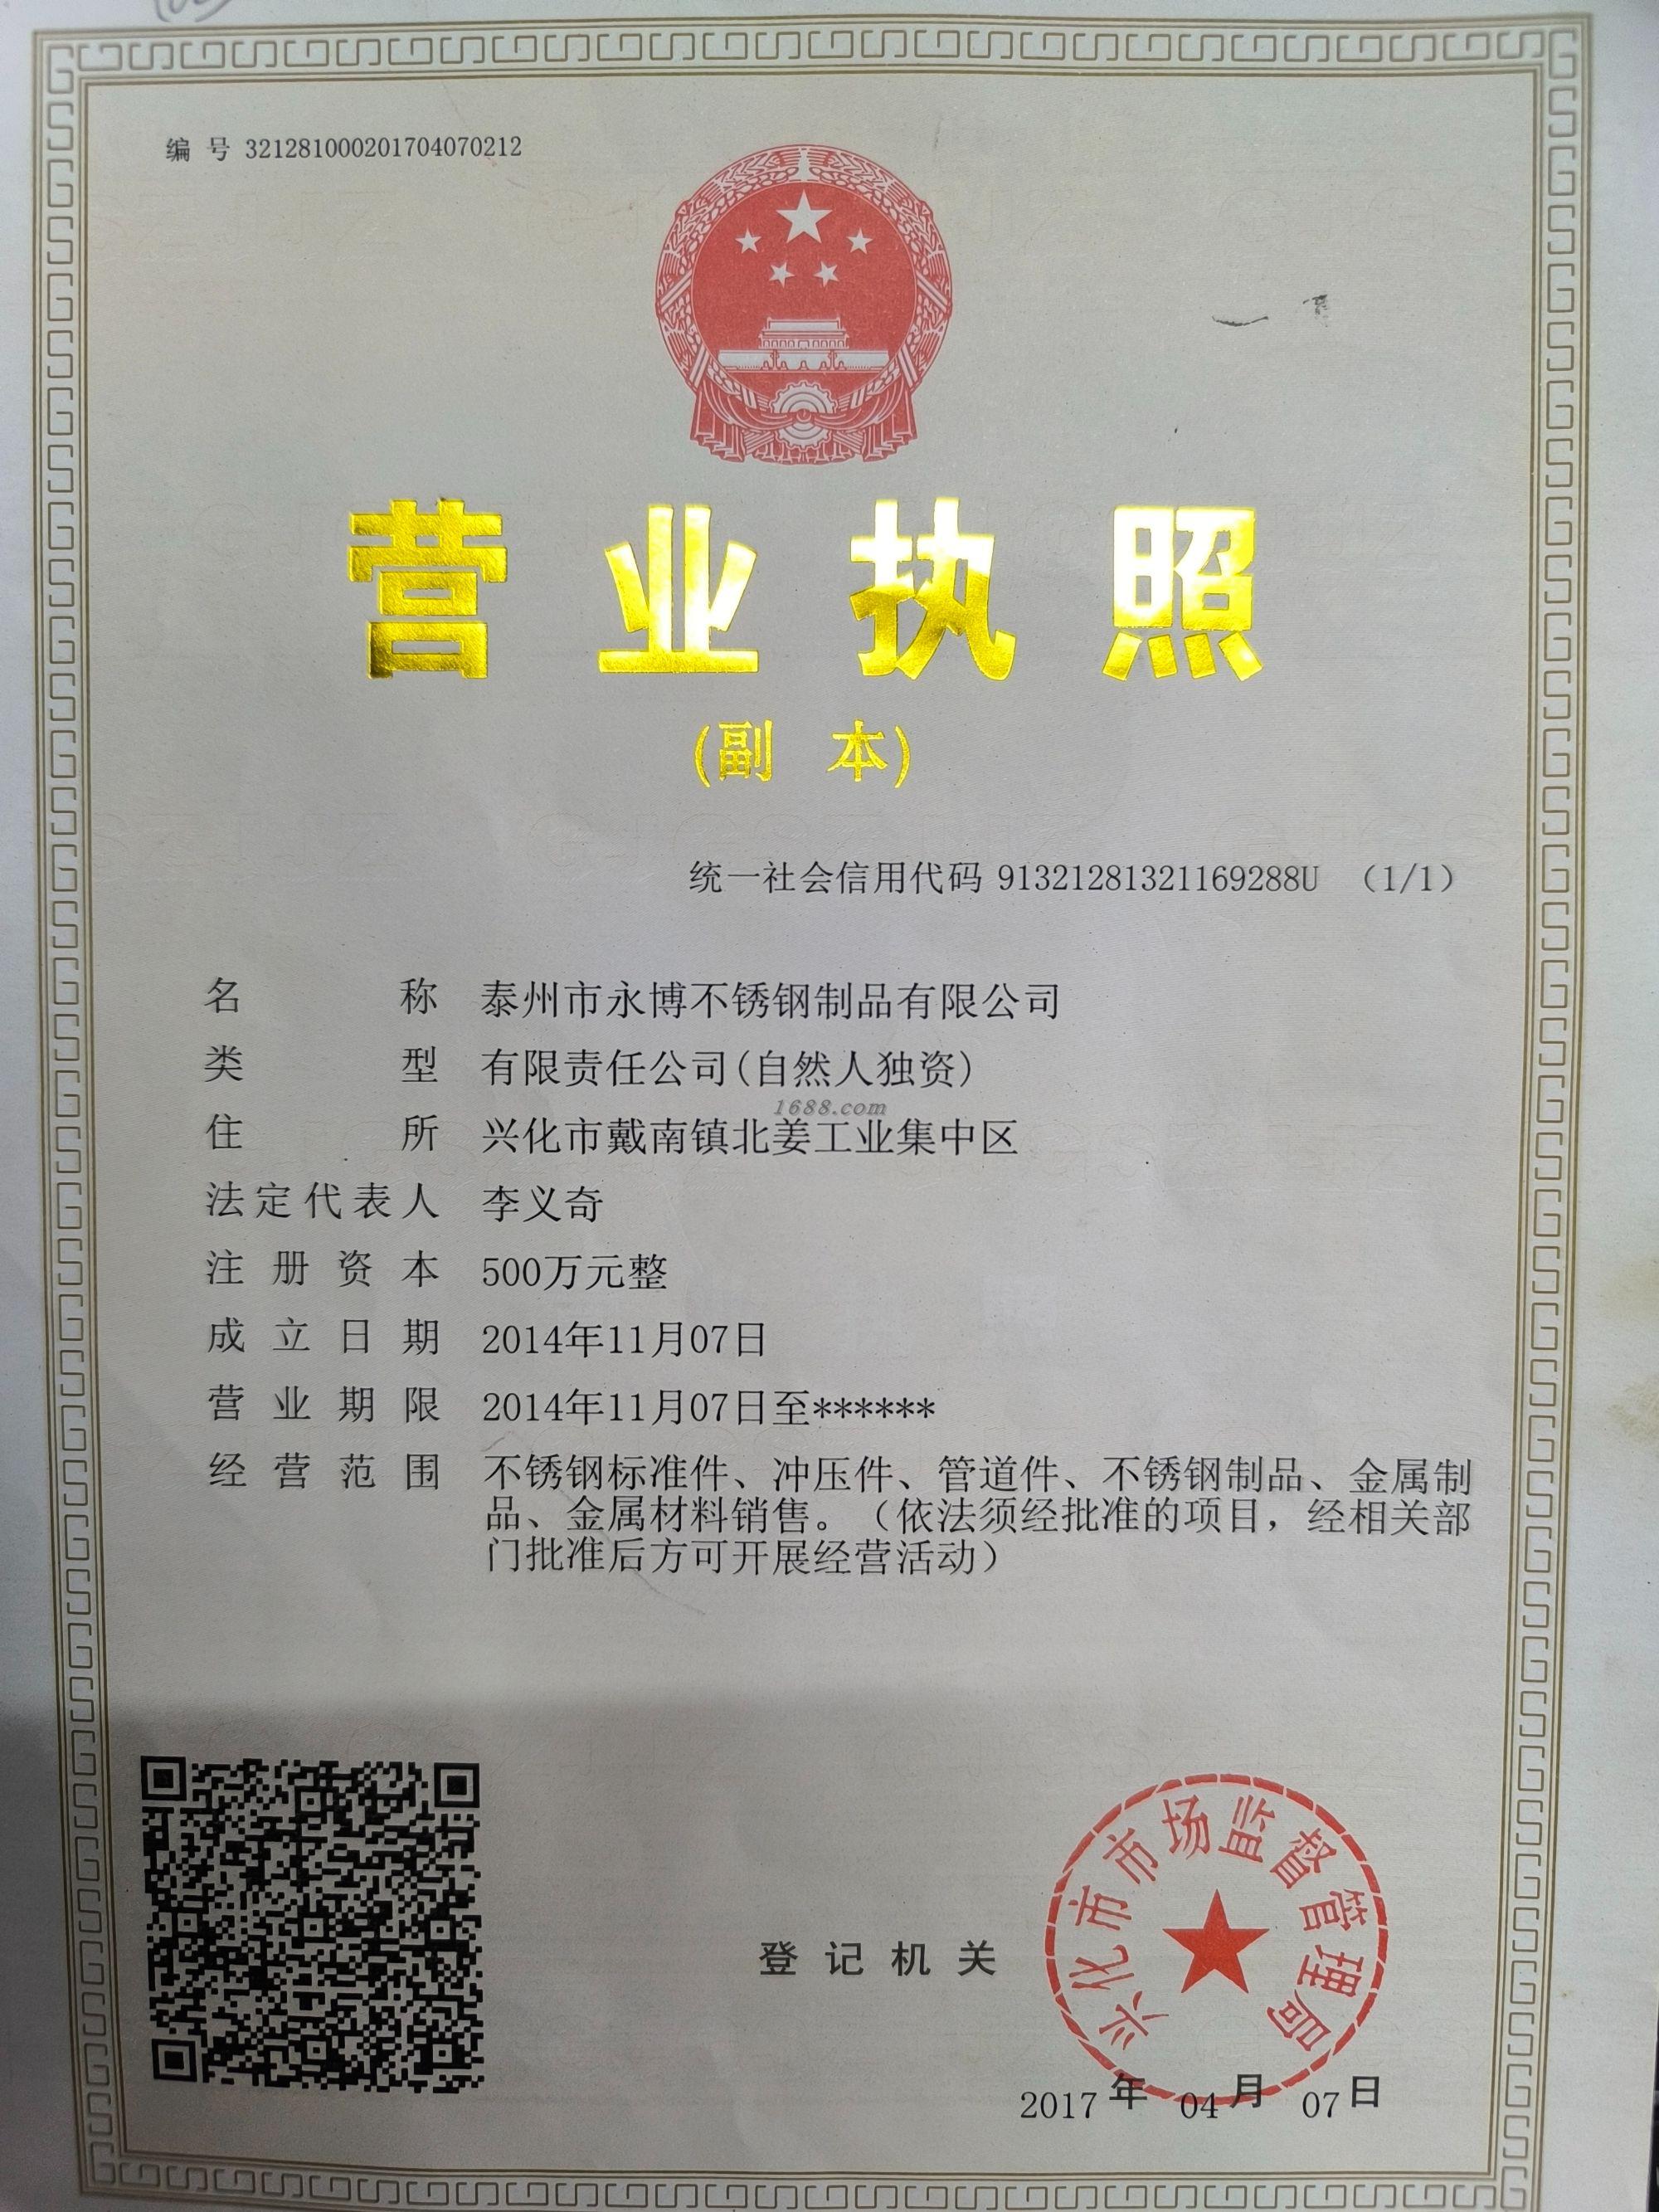 编 号 321281000201704070212
营业执照
(副 本)
统一社会信用代码 91321281321169288U （1/1）
名 称 泰州市永博不锈钢制品有限公司
类 型 有限责任公司(自然人独资)
1688.com
住 所 兴化市戴南镇北姜工业集中区
法定代表人 李义奇
注册资本 500万元整
成立日期 2014年11月07日
营业期限 2014年11月07日至******
经营范围 不锈钢标准件、冲压件、管道件、不锈钢制品、金属制
品、金属材料销售。（依法须经批准的项目，经相关部
门批准后方可开展经营活动）
兴化市市场监督管理局
登记机关
2017年 04月 07日